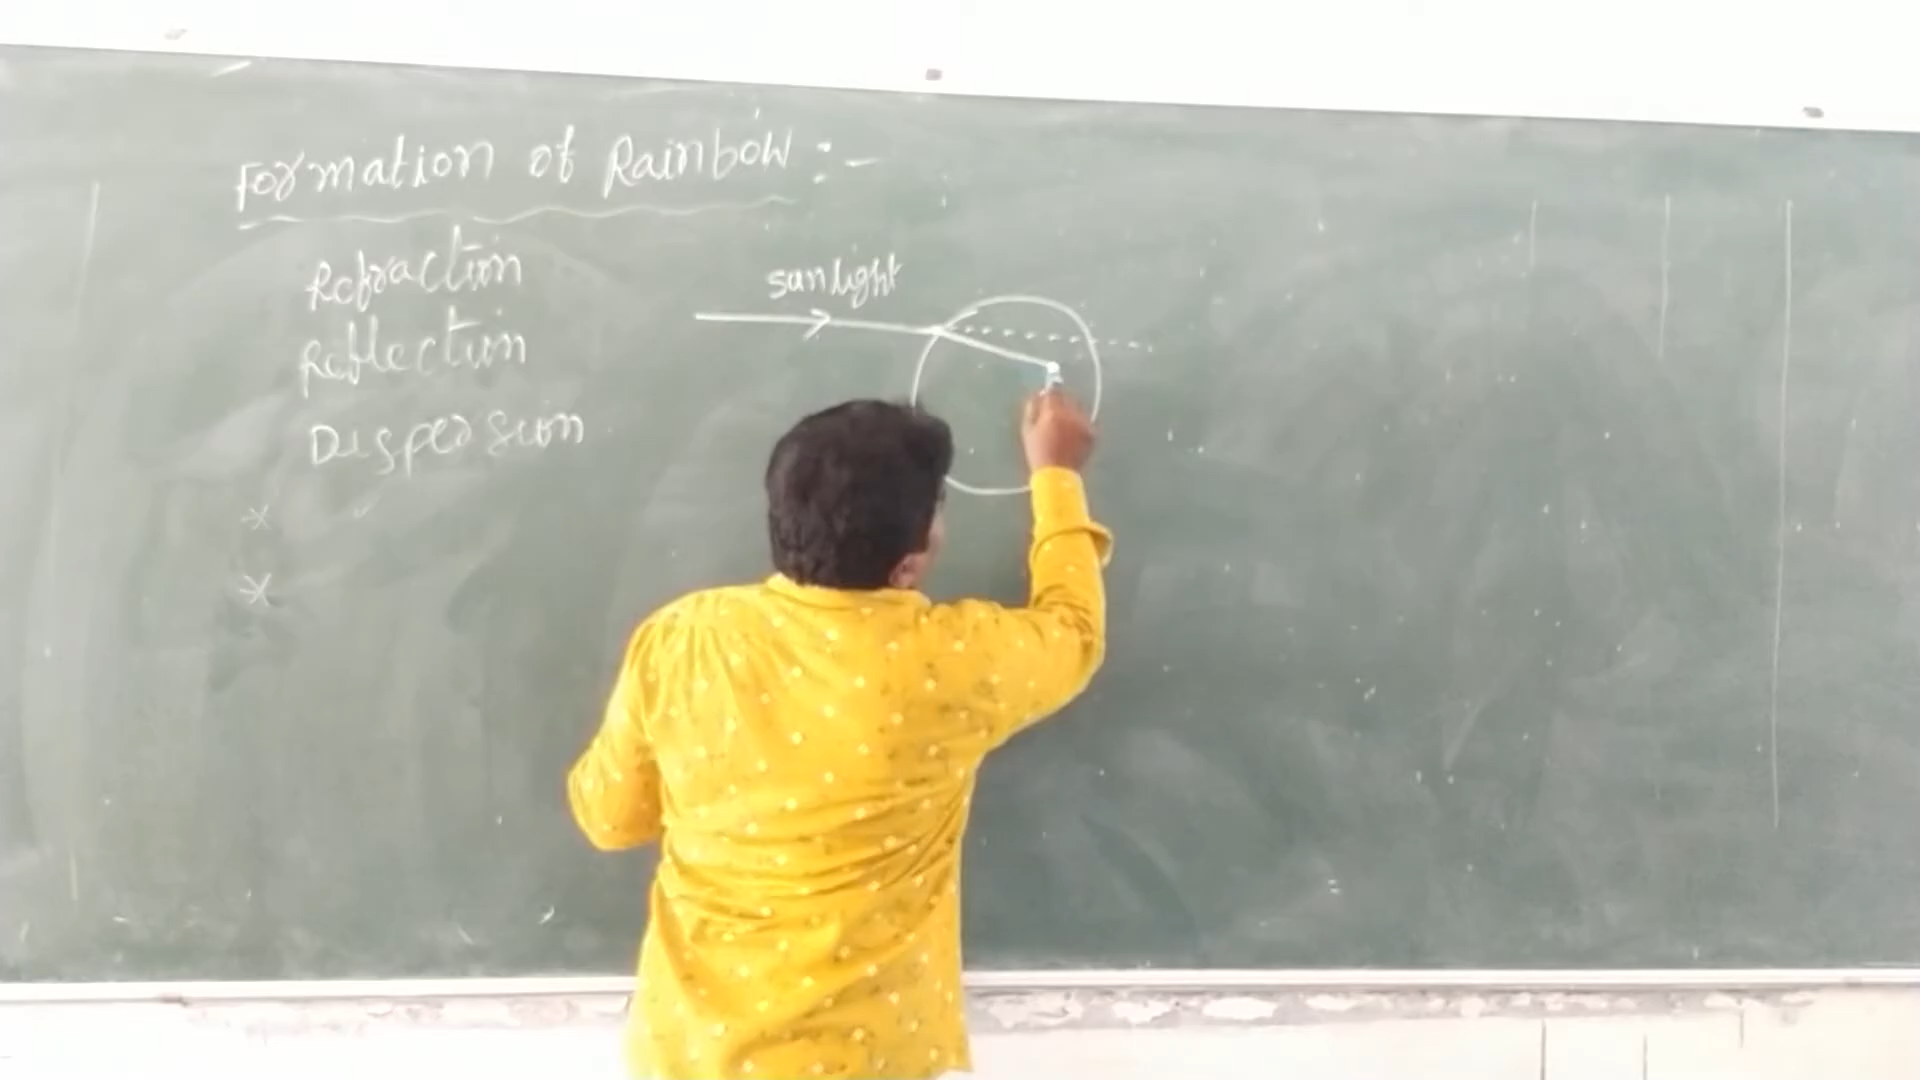 Formation of Rainbow :-
Refraction
sunlight
Reflection
Dispersion
*
*